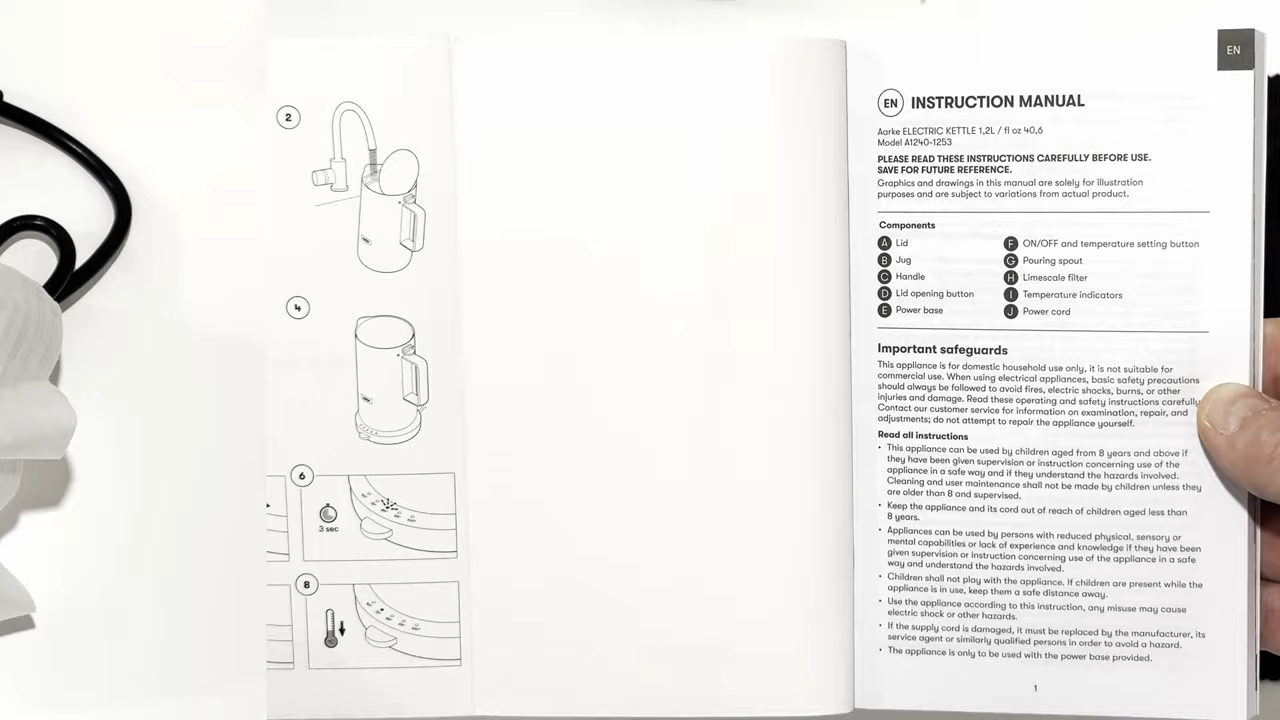 2
4
6
3 sec
8
EN
EN INSTRUCTION MANUAL
Aarke ELECTRIC KETTLE 1,2L / fl oz 40,6
Model A1240-1253
PLEASE READ THESE INSTRUCTIONS CAREFULLY BEFORE USE.
SAVE FOR FUTURE REFERENCE.
Graphics and drawings in this manual are solely for illustration
purposes and are subject to variations from actual product.
Components
A Lid
B Jug
C Handle
D Lid opening button
E Power base
F ON/OFF and temperature setting button
G Pouring spout
H Limescale filter
I Temperature indicators
J Power cord
Important safeguards
This appliance is for domestic household use only, it is not suitable for
commercial use. When using electrical appliances, basic safety precautions
should always be followed to avoid fires, electric shocks, burns, or other
injuries and damage. Read these operating and safety instructions carefully.
Contact our customer service for information on examination, repair, and
adjustments; do not attempt to repair the appliance yourself.
Read all instructions
• This appliance can be used by children aged from 8 years and above if
they have been given supervision or instruction concerning use of the
appliance in a safe way and if they understand the hazards involved.
Cleaning and user maintenance shall not be made by children unless they
are older than 8 and supervised.
• Keep the appliance and its cord out of reach of children aged less than
8 years.
• Appliances can be used by persons with reduced physical, sensory or
mental capabilities or lack of experience and knowledge if they have been
given supervision or instruction concerning use of the appliance in a safe
way and understand the hazards involved.
• Children shall not play with the appliance. If children are present while the
appliance is in use, keep them a safe distance away.
• Use the appliance according to this instruction, any misuse may cause
electric shock or other hazards.
• If the supply cord is damaged, it must be replaced by the manufacturer, its
service agent or similarly qualified persons in order to avoid a hazard.
• The appliance is only to be used with the power base provided.
1